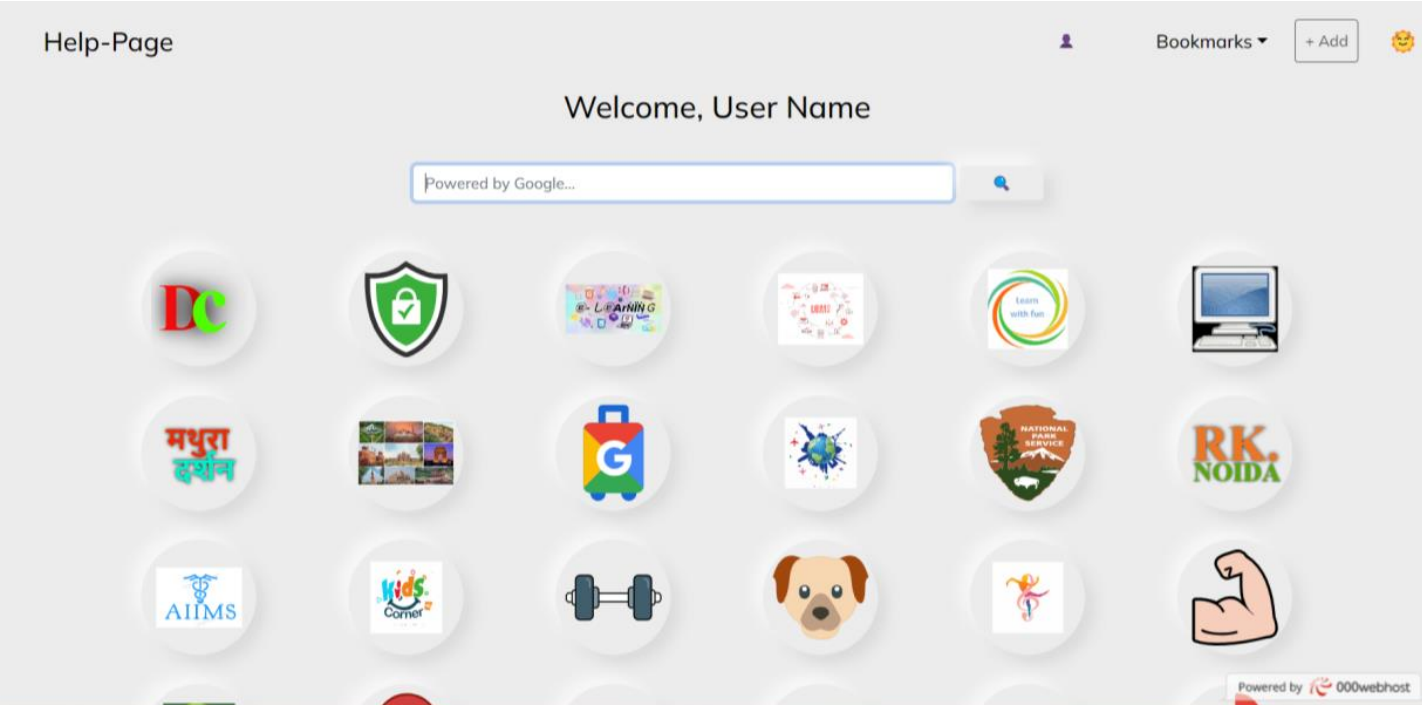 Help-Page
Bookmarks
+ Add
Welcome, User Name
Powered by Google...
DC
E-LEArNING
Learn
with fun
मथुरा
दर्शन
G
NATIONAL
PARK
SERVICE
RK.
NOIDA
AIIMS
Kids
Corner
Powered by 000webhost